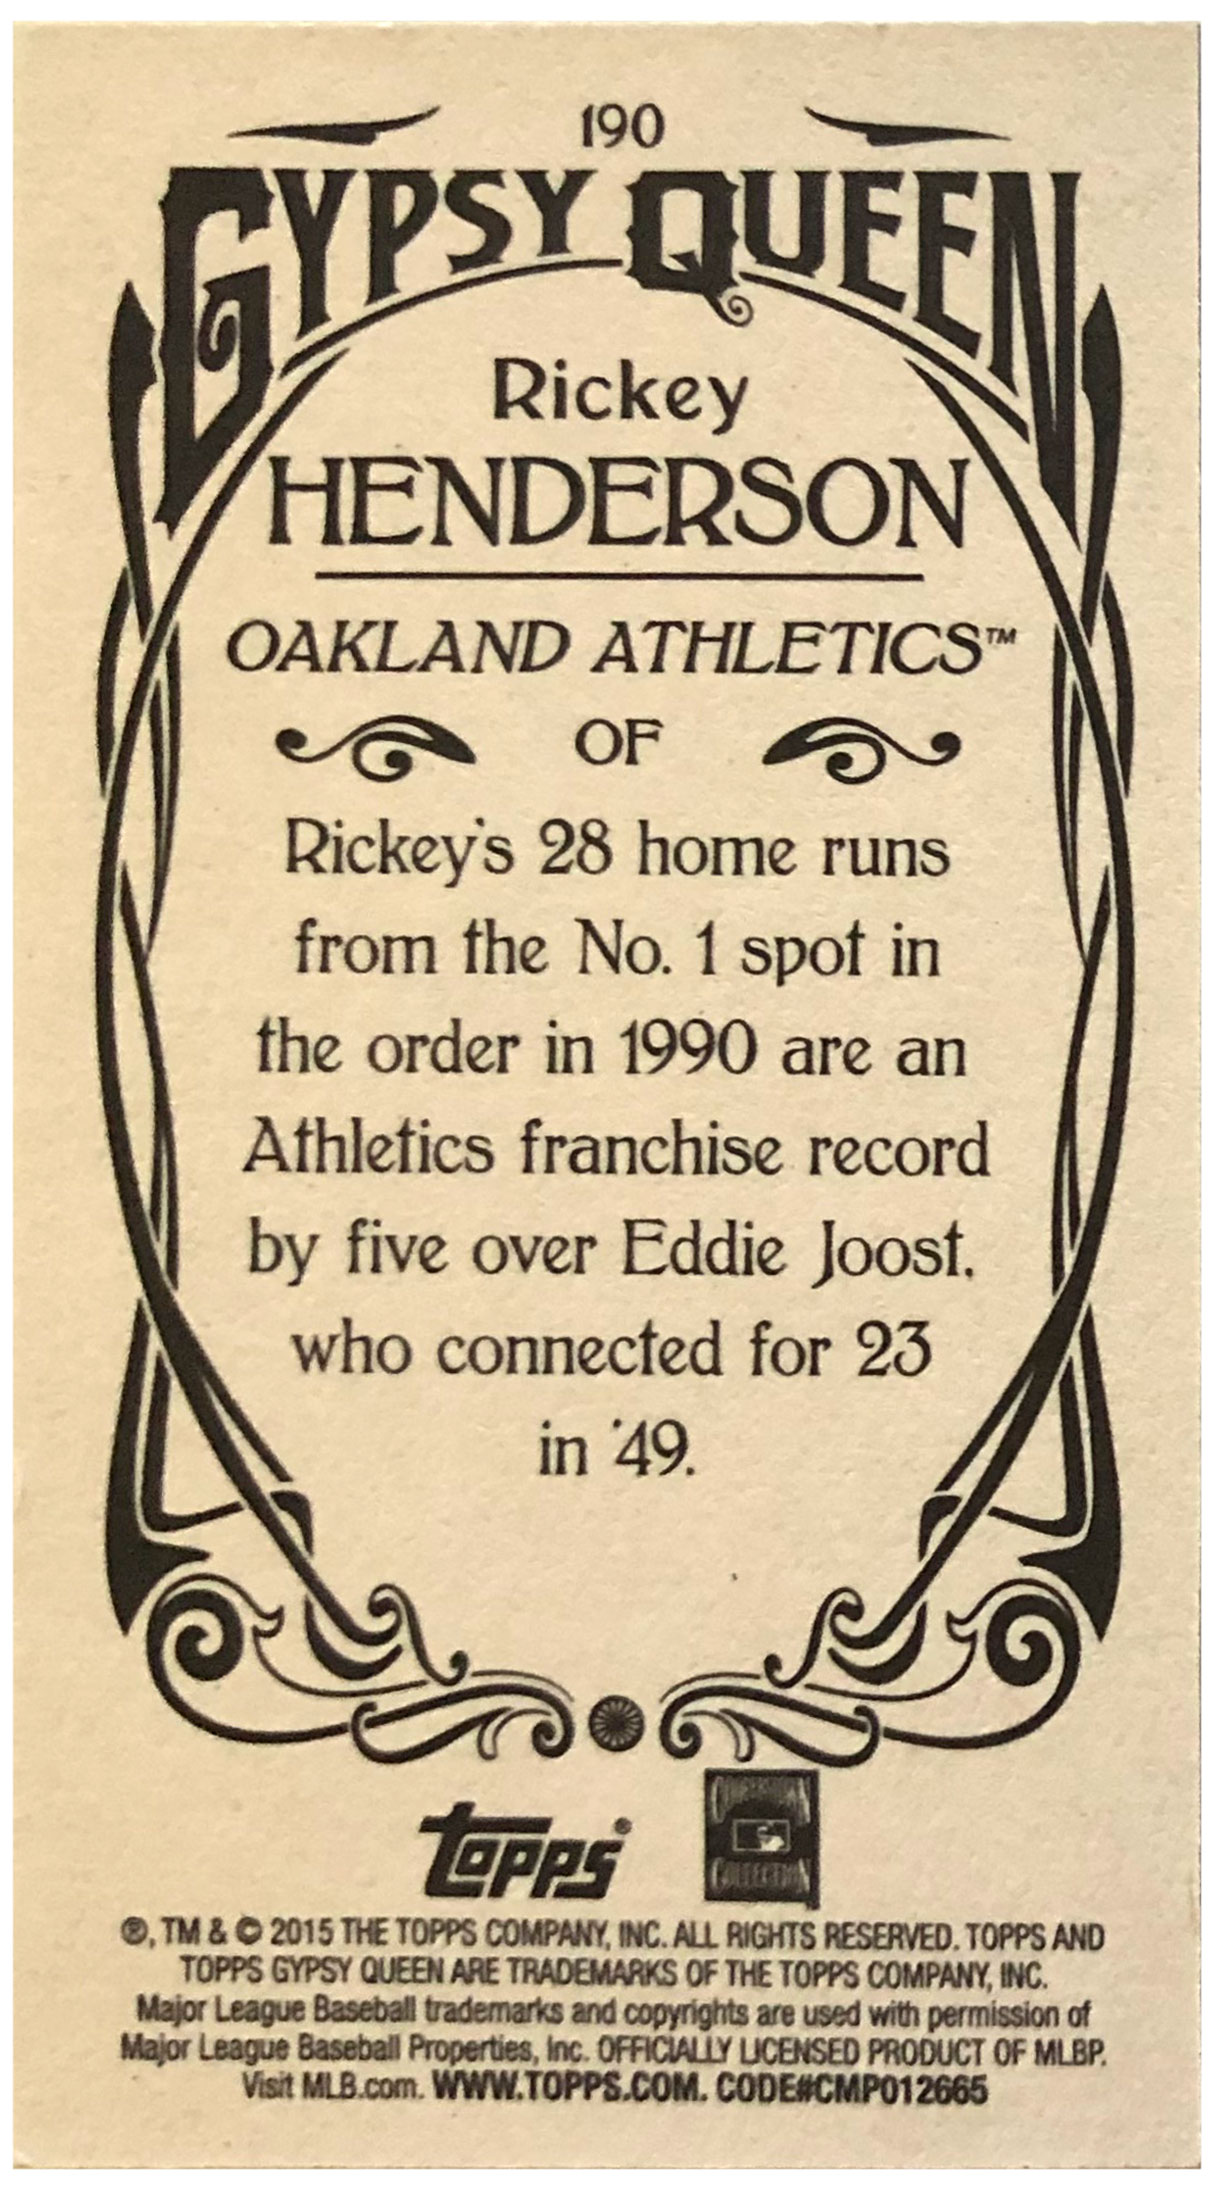 190
GYPSY QUEEN
Rickey
HENDERSON
OAKLAND ATHLETICS™
OF
Rickey's 28 home runs
from the No. 1 spot in
the order in 1990 are an
Athletics franchise record
by five over Eddie Joost,
who connected for 23
in '49.
topps®
COOPERSTOWN
COLLECTION
®, TM & © 2015 THE TOPPS COMPANY, INC. ALL RIGHTS RESERVED. TOPPS AND
TOPPS GYPSY QUEEN ARE TRADEMARKS OF THE TOPPS COMPANY, INC.
Major League Baseball trademarks and copyrights are used with permission of
Major League Baseball Properties, Inc. OFFICIALLY LICENSED PRODUCT OF MLBP.
Visit MLB.com. WWW.TOPPS.COM. CODE#CMP012665